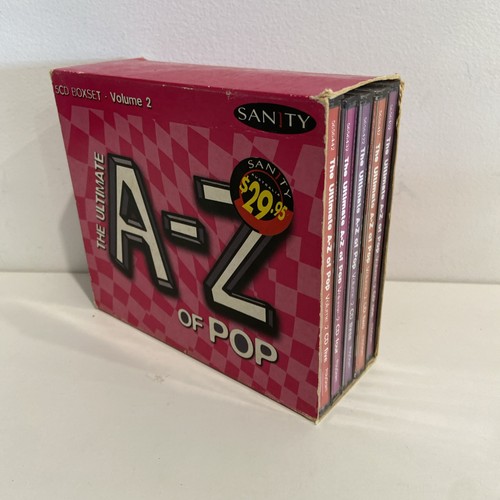 5CD BOXSET - Volume 2
SANITY
THE ULTIMATE
A-Z
OF POP
SANITY
$29.95
The Ultimate A-Z of Pop
The Ultimate A-Z of Pop
The Ultimate A-Z of Pop
The Ultimate A-Z of Pop
The Ultimate A-Z of Pop